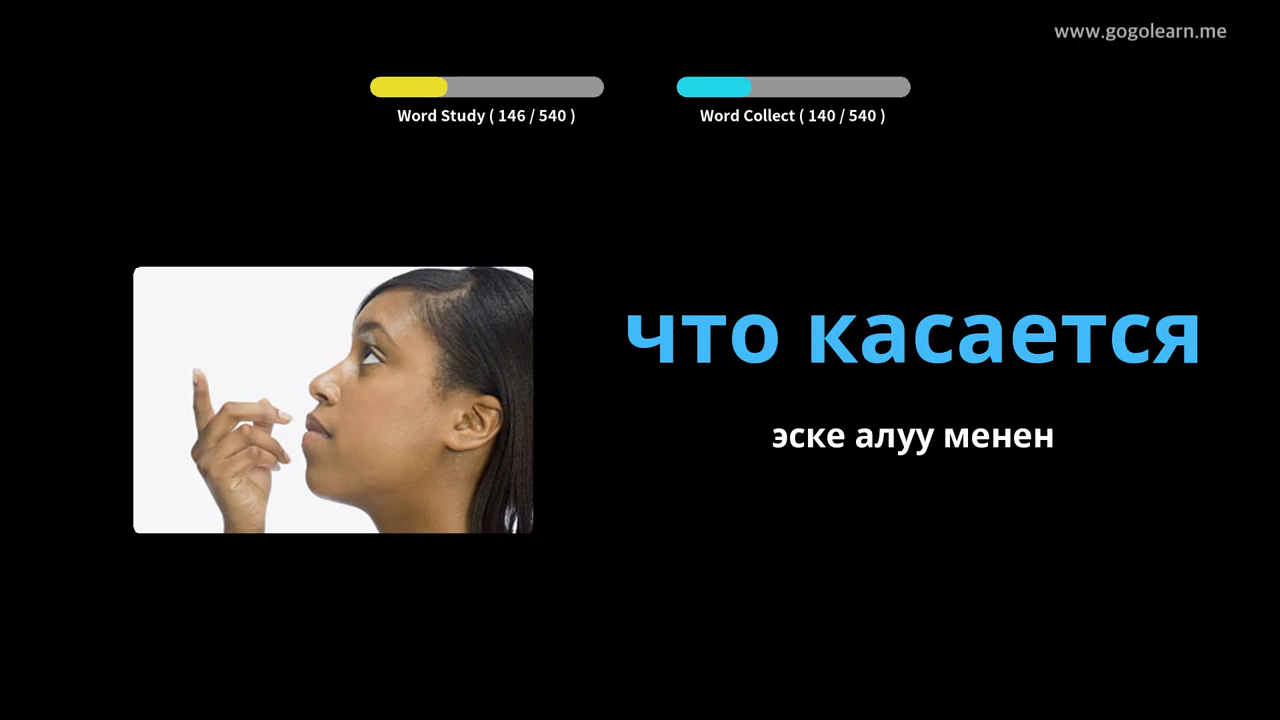 www.gogolearn.me
Word Study ( 146 / 540 )
Word Collect ( 140 / 540 )
что касается
эске алуу менен